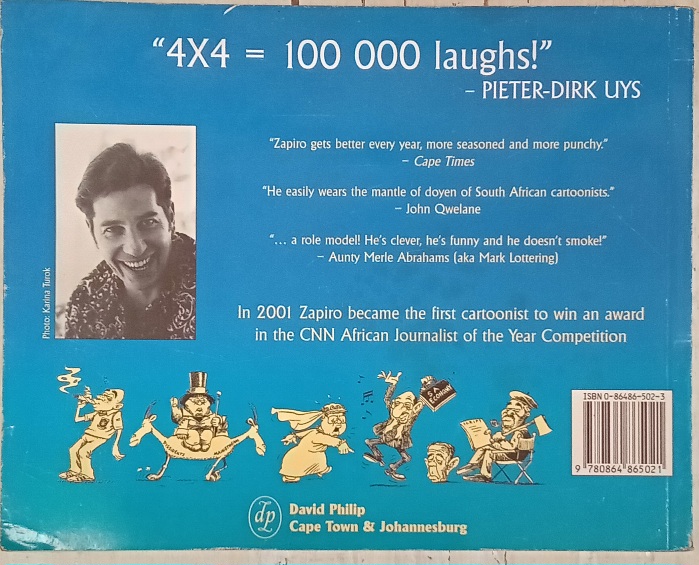 “4X4 = 100 000 laughs!”
– PIETER-DIRK UYS
“Zapiro gets better every year, more seasoned and more punchy.”
– Cape Times
“He easily wears the mantle of doyen of South African cartoonists.”
– John Qwelane
“… a role model! He's clever, he's funny and he doesn't smoke!”
– Aunty Merle Abrahams (aka Mark Lottering)
Photo: Karina Turok
In 2001 Zapiro became the first cartoonist to win an award
in the CNN African Journalist of the Year Competition
S.A. ECONOMY
ISBN 0-86486-502-3
9 780864 865021
dp
David Philip
Cape Town & Johannesburg